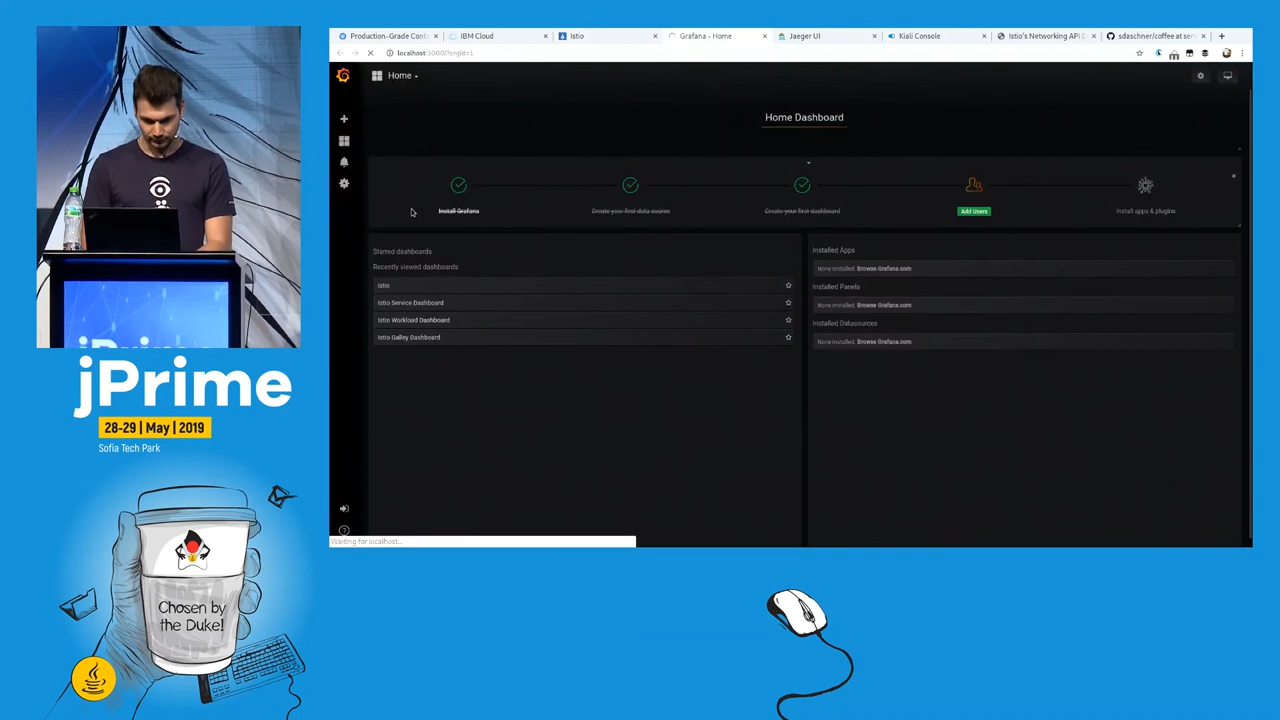 Production-Grade Conta
IBM Cloud
Istio
Grafana - Home
Jaeger UI
Kiali Console
Istio's Networking API E
sdaschner/coffee at serv
localhost:3000/?orgId=1
Home
Home Dashboard
Install Grafana
Create your first data source
Create your first dashboard
Add Users
Install apps & plugins
Starred dashboards
Recently viewed dashboards
Istio
Istio Service Dashboard
Istio Workload Dashboard
Istio Galley Dashboard
Installed Apps
None installed. Browse Grafana.com
Installed Panels
None installed. Browse Grafana.com
Installed Datasources
None installed. Browse Grafana.com
Waiting for localhost...
jPrime
28-29 | May | 2019
Sofia Tech Park
Chosen by
the Duke!